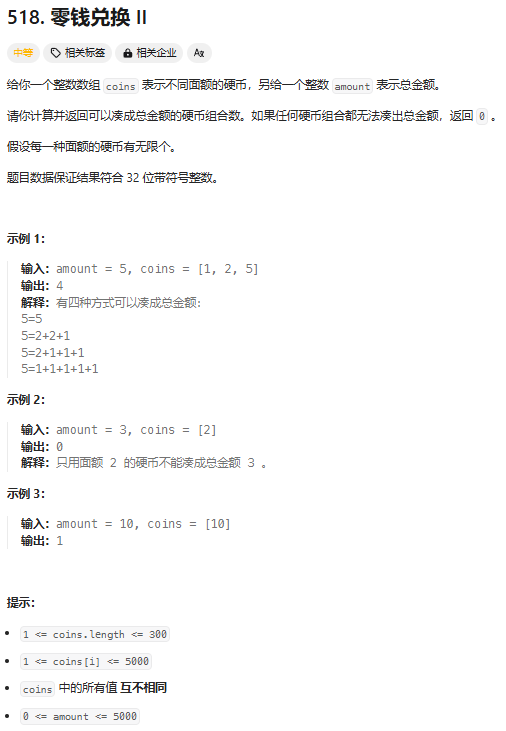 518. 零钱兑换 II
中等 相关标签 相关企业 Aあ
给你一个整数数组 coins 表示不同面额的硬币，另给一个整数 amount 表示总金额。
请你计算并返回可以凑成总金额的硬币组合数。如果任何硬币组合都无法凑出总金额，返回 0 。
假设每一种面额的硬币有无限个。
题目数据保证结果符合 32 位带符号整数。
示例 1：
输入：amount = 5, coins = [1, 2, 5]
输出：4
解释：有四种方式可以凑成总金额：
5=5
5=2+2+1
5=2+1+1+1
5=1+1+1+1+1
示例 2：
输入：amount = 3, coins = [2]
输出：0
解释：只用面额 2 的硬币不能凑成总金额 3 。
示例 3：
输入：amount = 10, coins = [10]
输出：1
提示：
1 <= coins.length <= 300
1 <= coins[i] <= 5000
coins 中的所有值 互不相同
0 <= amount <= 5000